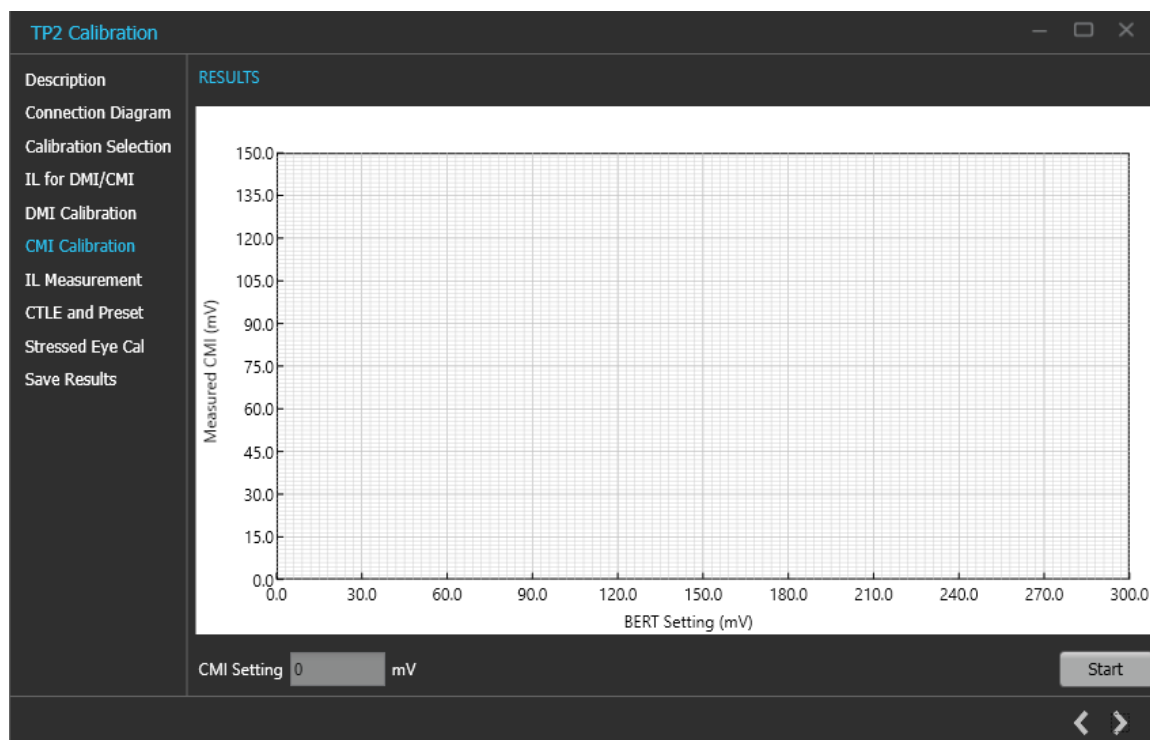 TP2 Calibration
Description
Connection Diagram
Calibration Selection
IL for DMI/CMI
DMI Calibration
CMI Calibration
IL Measurement
CTLE and Preset
Stressed Eye Cal
Save Results
RESULTS
Measured CMI (mV)
150.0
135.0
120.0
105.0
90.0
75.0
60.0
45.0
30.0
15.0
0.0
0.0 30.0 60.0 90.0 120.0 150.0 180.0 210.0 240.0 270.0 300.0
BERT Setting (mV)
CMI Setting 0 mV
Start